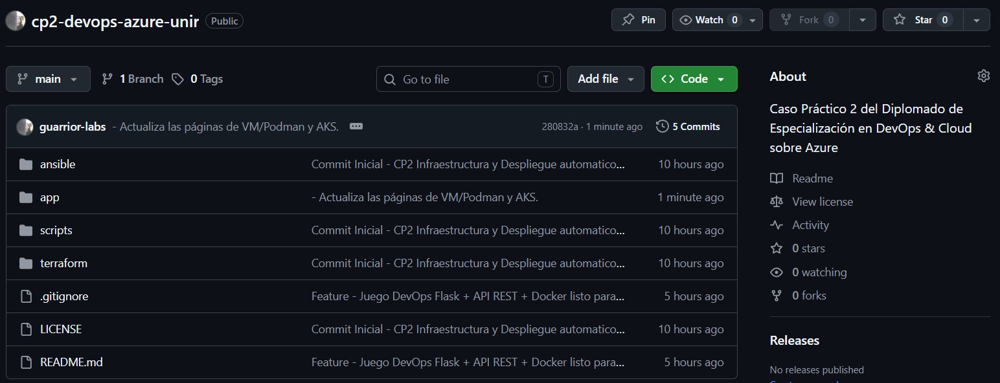 cp2-devops-azure-unir Public Pin Watch 0 Fork 0 Star 0
main 1 Branch 0 Tags Go to file T Add file Code
guarrior-labs - Actualiza las páginas de VM/Podman y AKS. 280832a · 1 minute ago 5 Commits
ansible Commit Inicial - CP2 Infraestructura y Despliegue automatico... 10 hours ago
app - Actualiza las páginas de VM/Podman y AKS. 1 minute ago
scripts Commit Inicial - CP2 Infraestructura y Despliegue automatico... 10 hours ago
terraform Commit Inicial - CP2 Infraestructura y Despliegue automatico... 10 hours ago
.gitignore Feature - Juego DevOps Flask + API REST + Docker listo para... 5 hours ago
LICENSE Commit Inicial - CP2 Infraestructura y Despliegue automatico... 10 hours ago
README.md Feature - Juego DevOps Flask + API REST + Docker listo para... 5 hours ago
About
Caso Práctico 2 del Diplomado de
Especialización en DevOps & Cloud
sobre Azure
Readme
View license
Activity
0 stars
0 watching
0 forks
Releases
No releases published